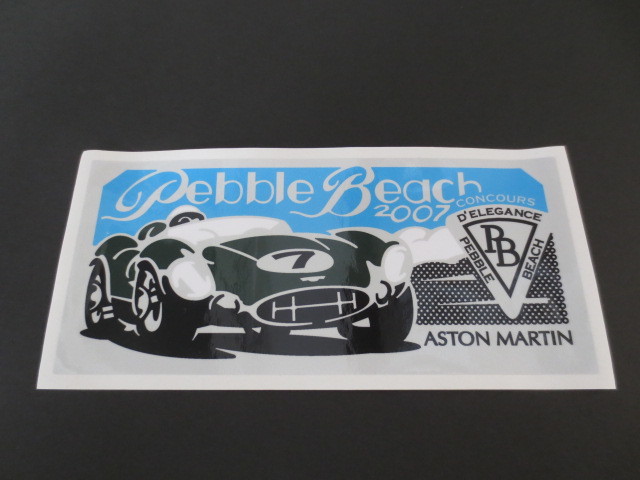 Pebble Beach
2007
CONCOURS
D'ELEGANCE
PEBBLE
BEACH
PB
7
ASTON MARTIN